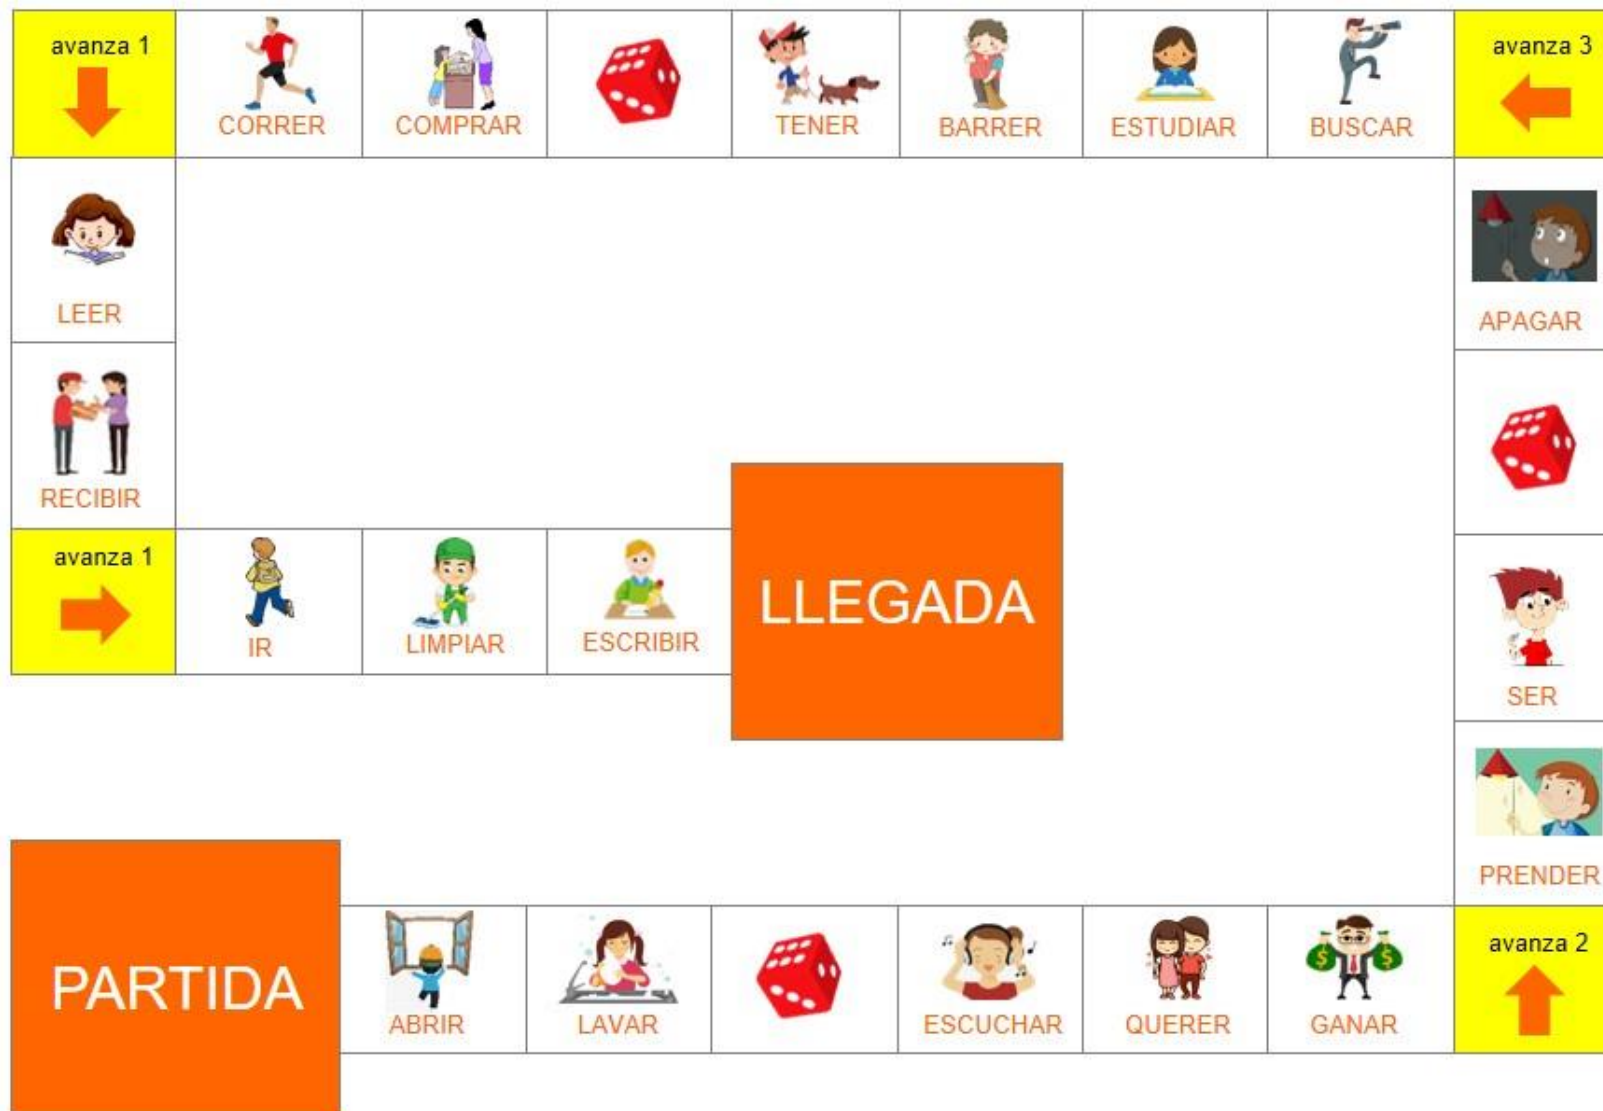 avanza 1
CORRER
COMPRAR
TENER
BARRER
ESTUDIAR
BUSCAR
avanza 3
LEER
APAGAR
RECIBIR
avanza 1
IR
LIMPIAR
ESCRIBIR
LLEGADA
SER
PRENDER
PARTIDA
ABRIR
LAVAR
ESCUCHAR
QUERER
GANAR
avanza 2